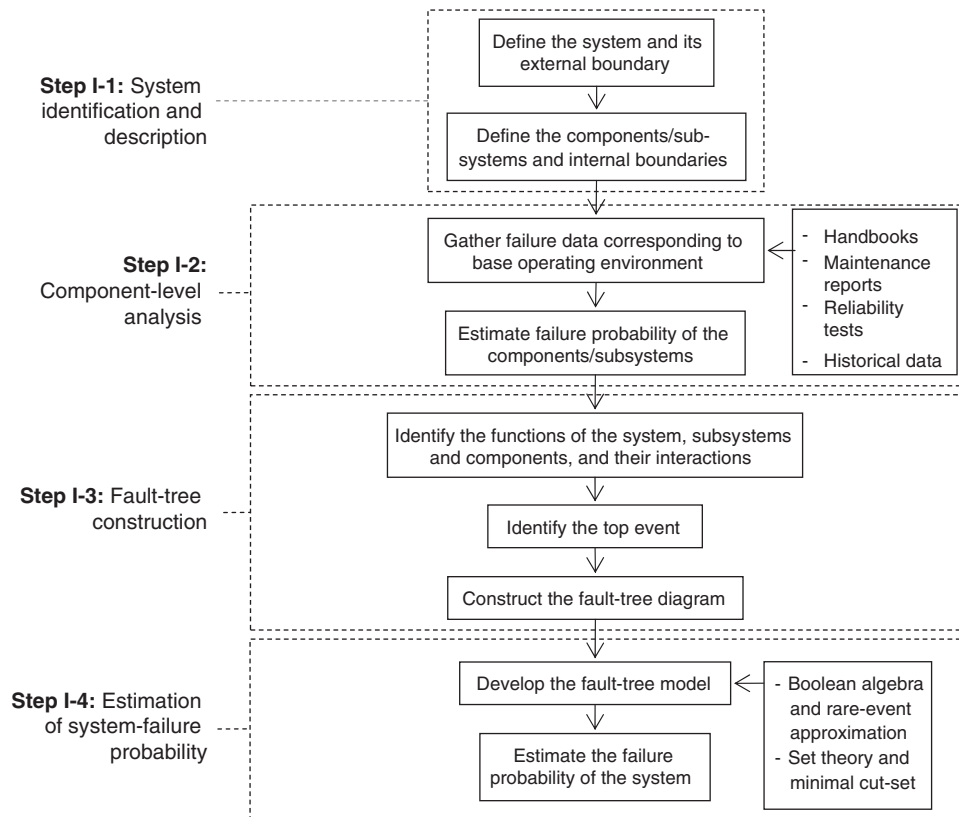 Define the system and its
external boundary
Step I-1: System
identification and
description
Define the components/sub-
systems and internal boundaries
Gather failure data corresponding to
base operating environment
- Handbooks
- Maintenance
reports
- Reliability
tests
- Historical data
Step I-2:
Component-level
analysis
Estimate failure probability of the
components/subsystems
Identify the functions of the system, subsystems
and components, and their interactions
Step I-3: Fault-tree
construction
Identify the top event
Construct the fault-tree diagram
Develop the fault-tree model
- Boolean algebra
and rare-event
approximation
- Set theory and
minimal cut-set
Step I-4: Estimation
of system-failure
probability
Estimate the failure
probability of the system